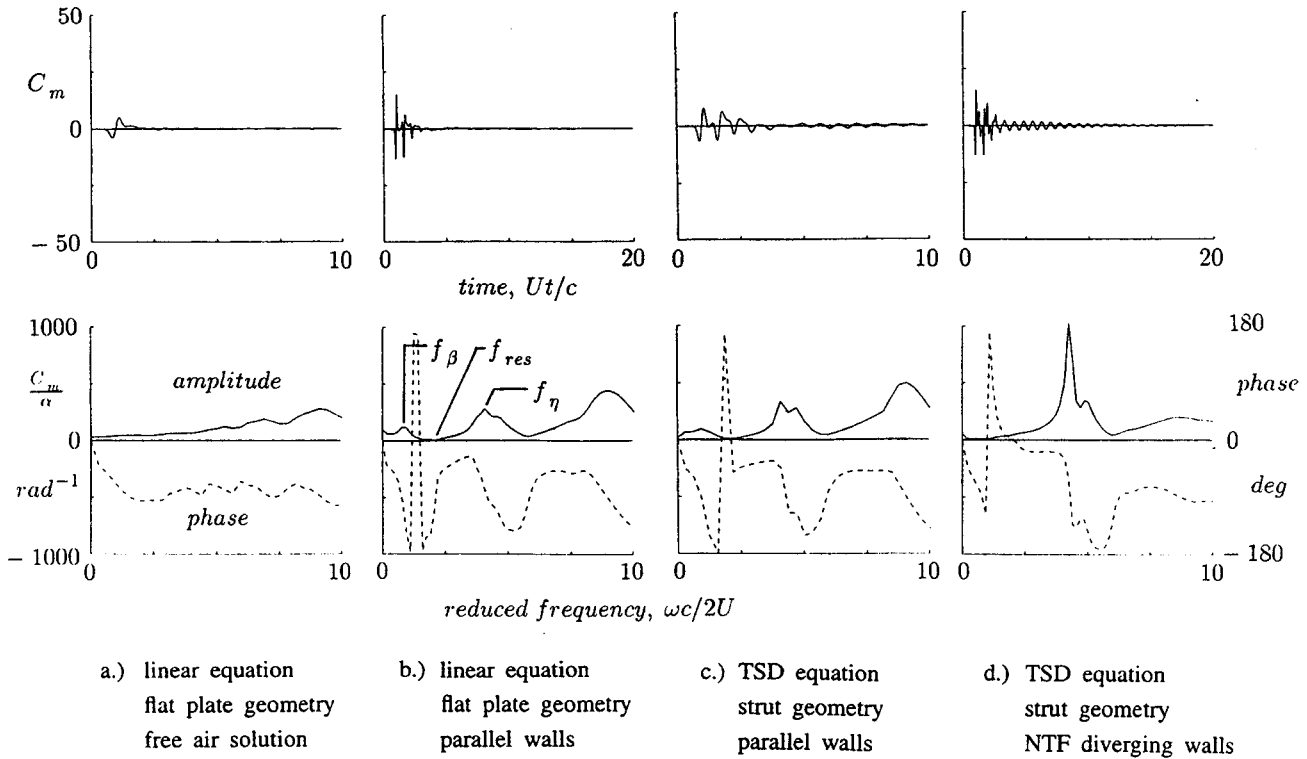 50
C_m
0
− 50
0 10 0 20 0 10 0 20
time, Ut/c
1000
amplitude
f_β
f_res
f_η
180
C_m/α
phase
0
0
rad⁻¹
phase
deg
− 1000
− 180
0 10 0 10 0 10 0 10
reduced frequency, ωc/2U
a.) linear equation
flat plate geometry
free air solution
b.) linear equation
flat plate geometry
parallel walls
c.) TSD equation
strut geometry
parallel walls
d.) TSD equation
strut geometry
NTF diverging walls